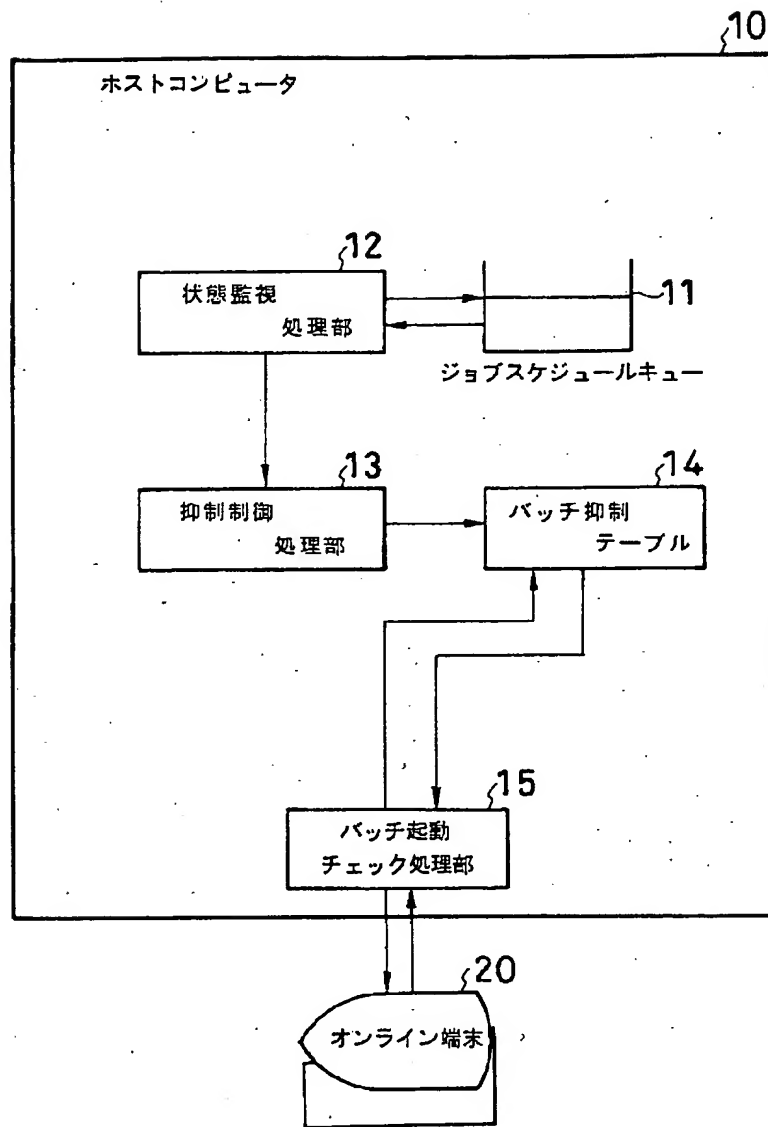 10
ホストコンピュータ
12
状態監視
処理部
11
ジョブスケジュールキュー
13
抑制制御
処理部
14
バッチ抑制
テーブル
15
バッチ起動
チェック処理部
20
オンライン端末